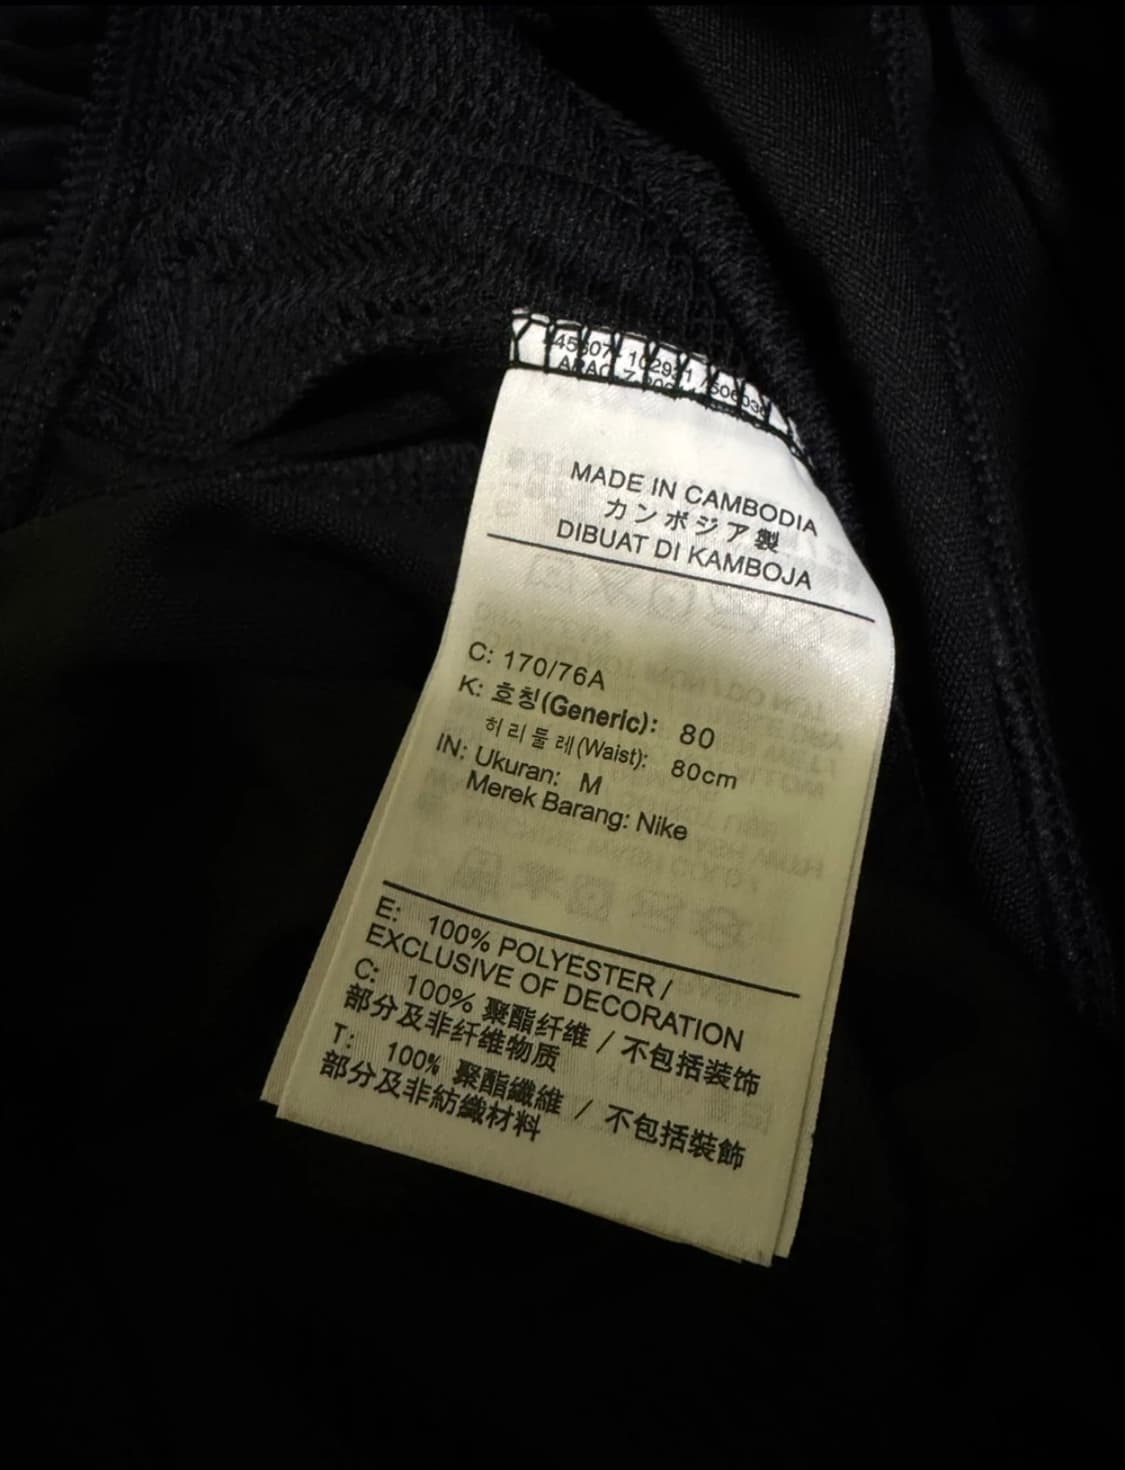 MADE IN CAMBODIA
カンボジア製
DIBUAT DI KAMBOJA
C: 170/76A
K: 호칭(Generic): 80
허리둘레(Waist): 80cm
IN: Ukuran: M
Merek Barang: Nike
E: 100% POLYESTER /
EXCLUSIVE OF DECORATION
C: 100% 聚酯纤维 / 不包括装饰
部分及非纤维物质
T: 100% 聚酯纖維 / 不包括裝飾
部分及非紡織材料